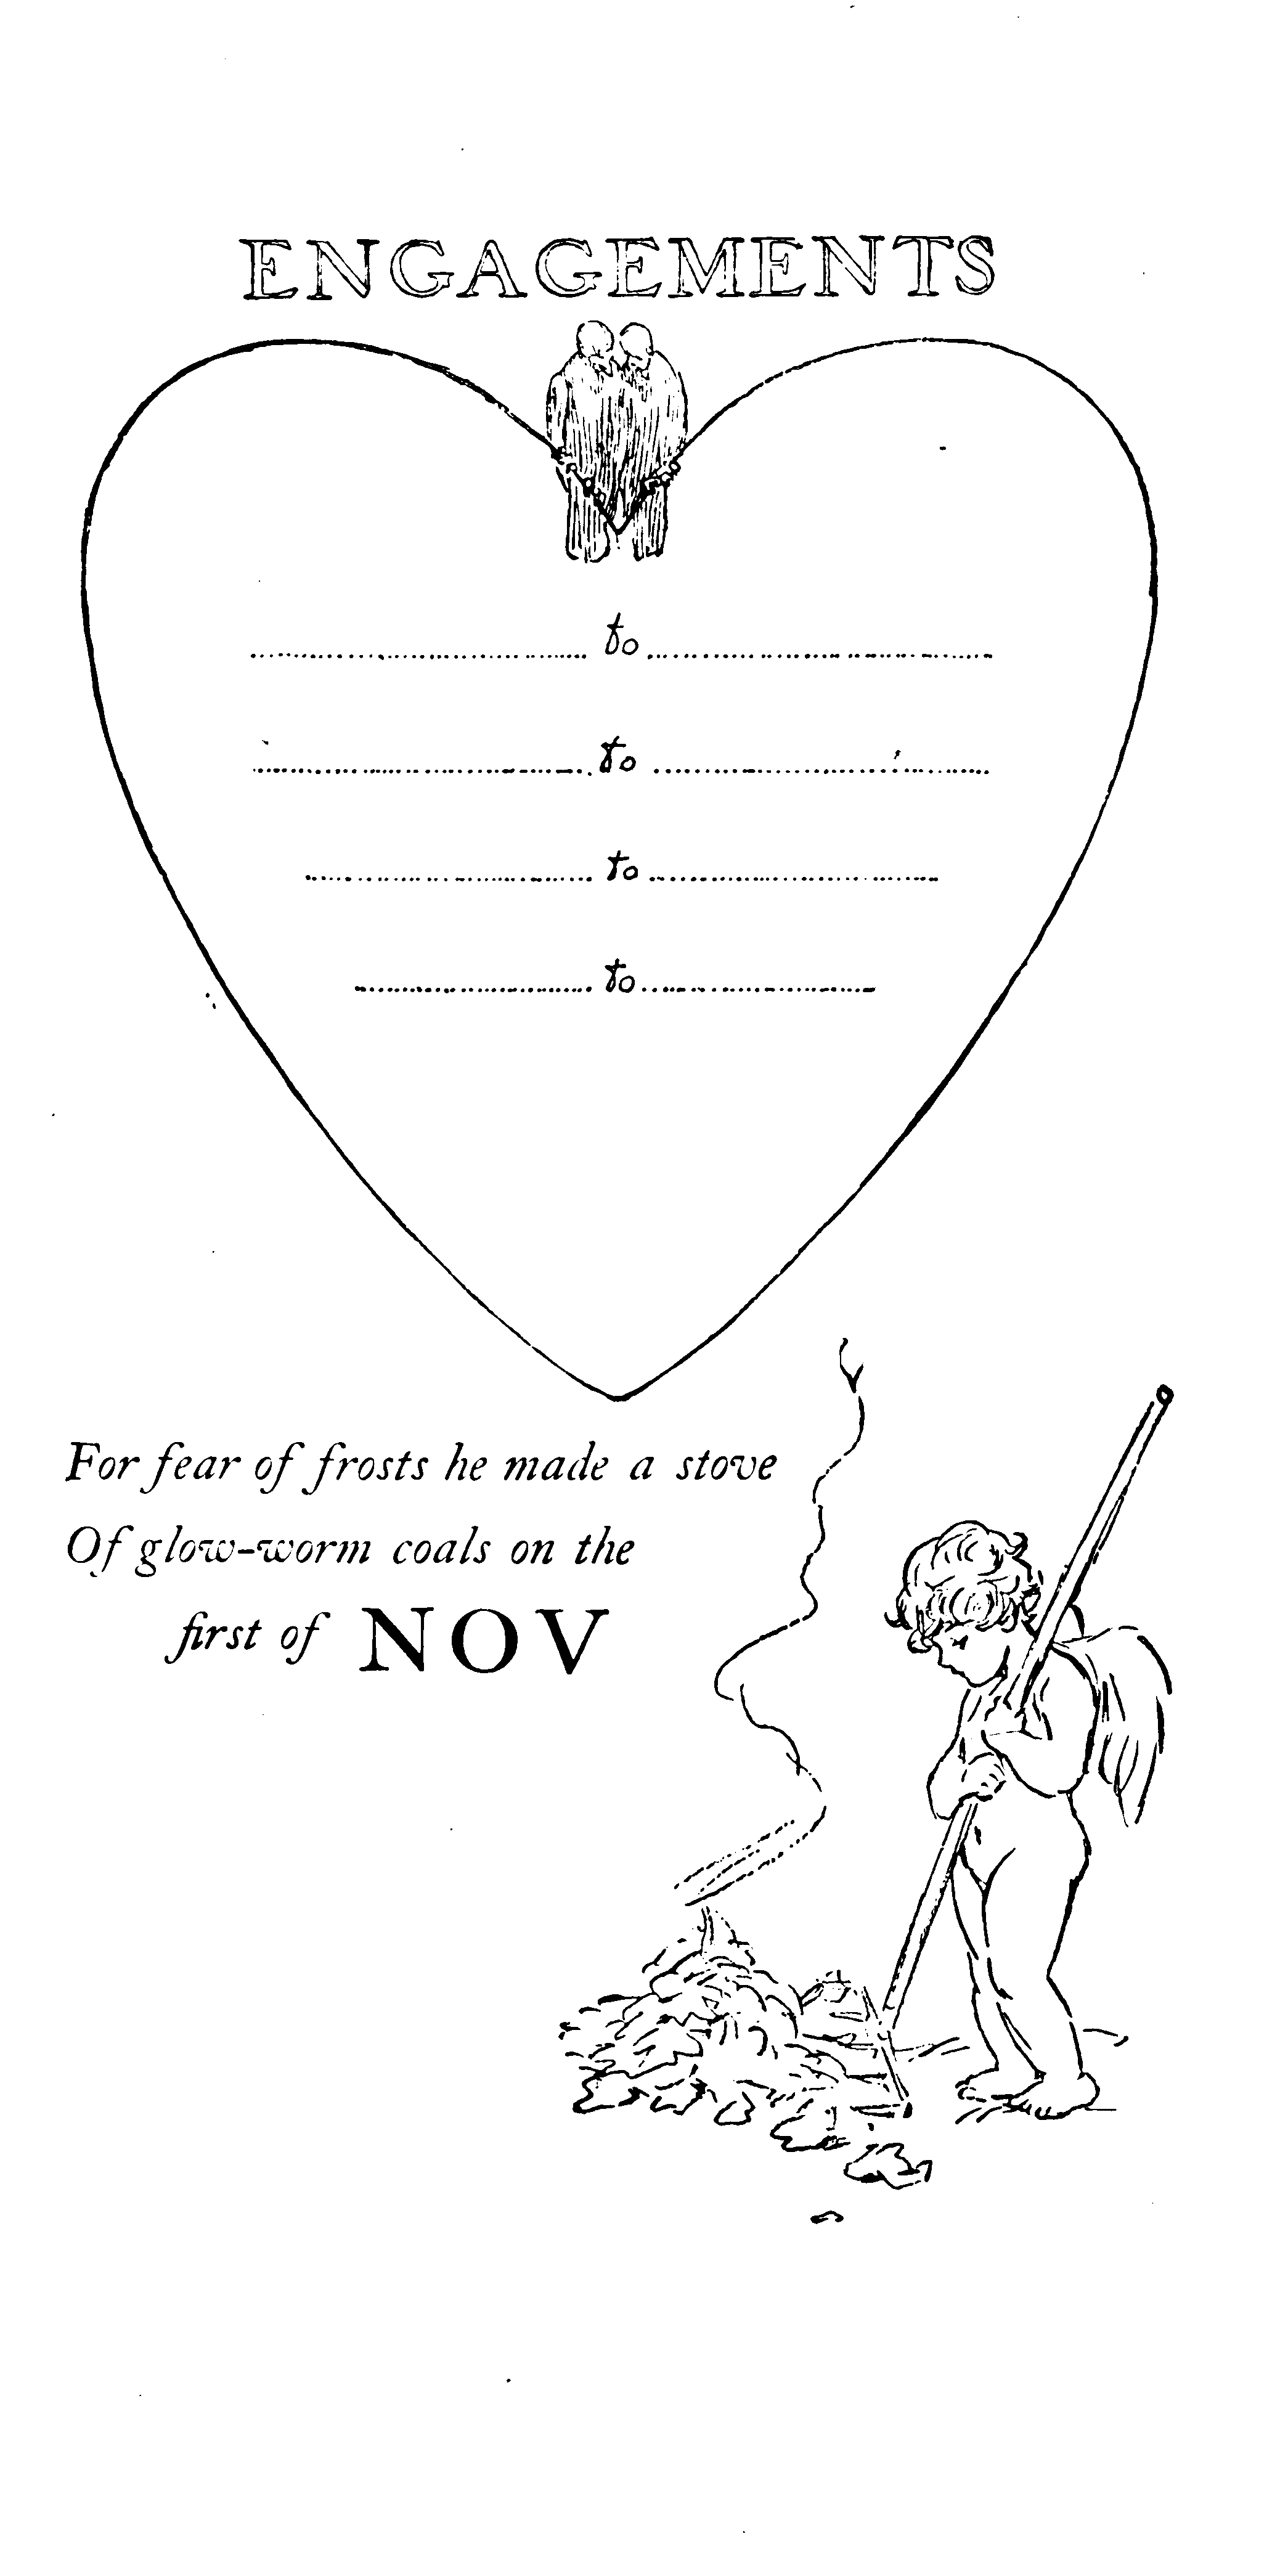 ENGAGEMENTS
to
to
to
to
For fear of frosts he made a stove
Of glow-worm coals on the
first of NOV